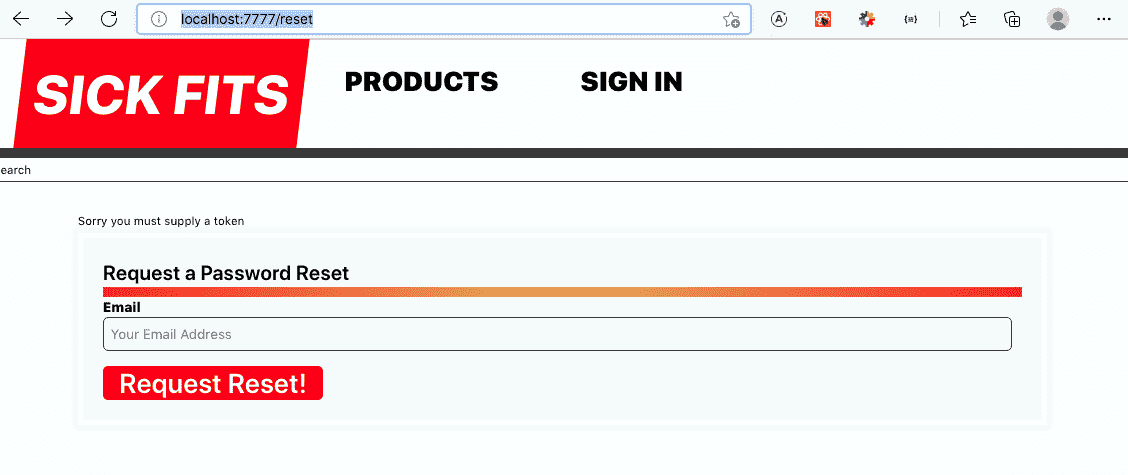 localhost:7777/reset
SICK FITS
PRODUCTS
SIGN IN
earch
Sorry you must supply a token
Request a Password Reset
Email
Your Email Address
Request Reset!